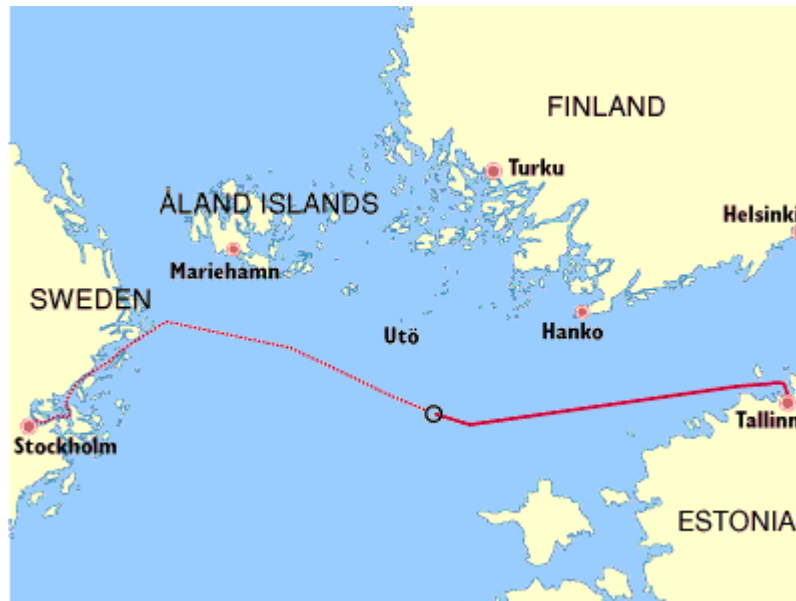 FINLAND
Turku
ÅLAND ISLANDS
Helsinki
Mariehamn
SWEDEN
Utö
Hanko
Tallinn
Stockholm
ESTONIA